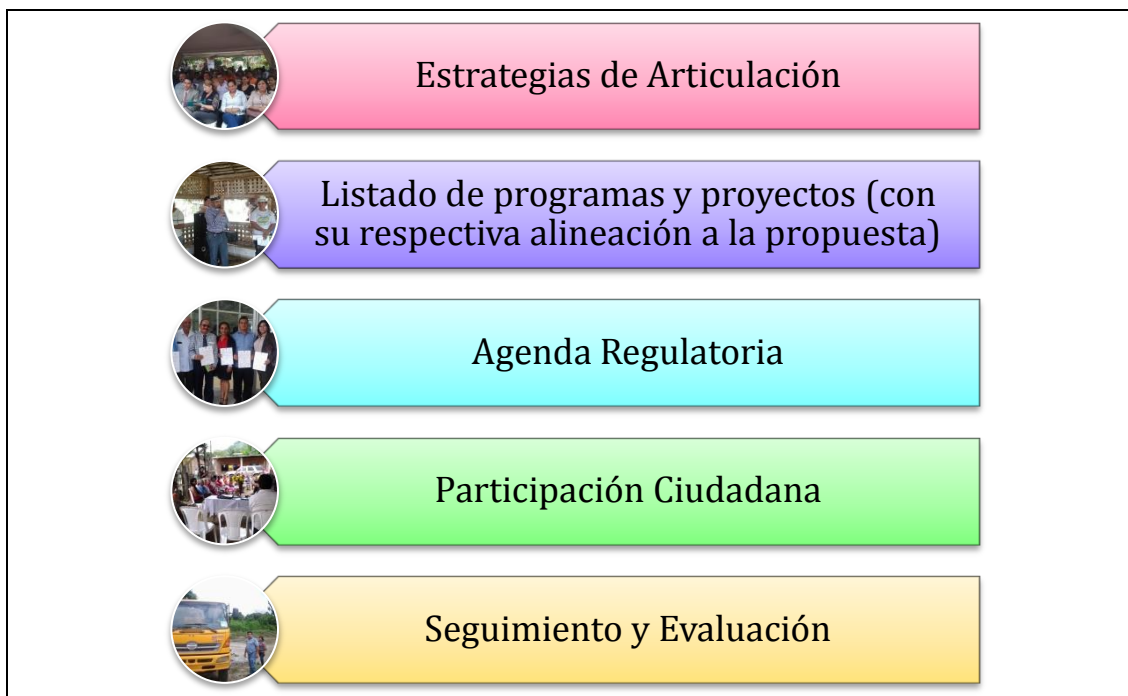 Estrategias de Articulación
Listado de programas y proyectos (con
su respectiva alineación a la propuesta)
Agenda Regulatoria
Participación Ciudadana
Seguimiento y Evaluación